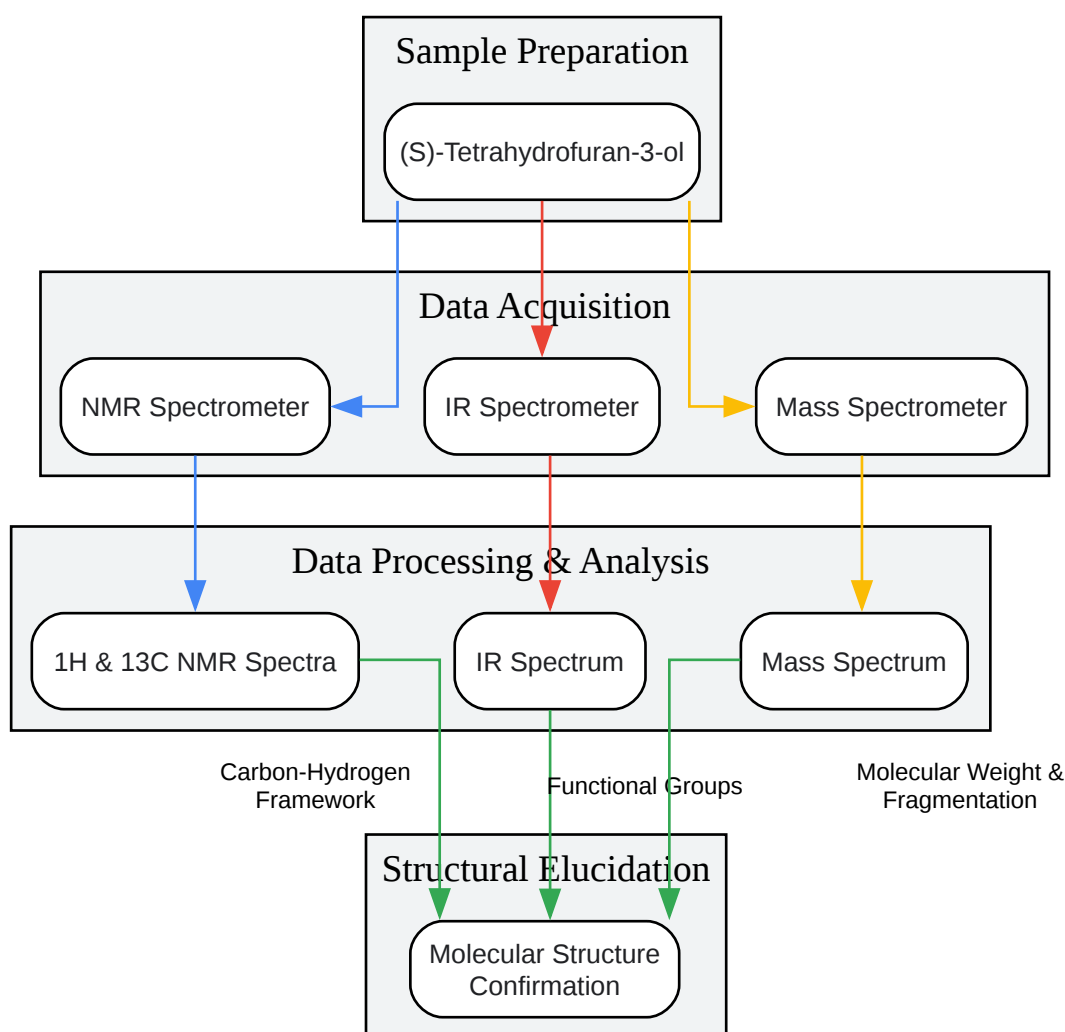 Sample Preparation
(S)-Tetrahydrofuran-3-ol
Data Acquisition
NMR Spectrometer
IR Spectrometer
Mass Spectrometer
Data Processing & Analysis
1H & 13C NMR Spectra
IR Spectrum
Mass Spectrum
Carbon-Hydrogen
Framework
Functional Groups
Molecular Weight &
Fragmentation
Structural Elucidation
Molecular Structure
Confirmation